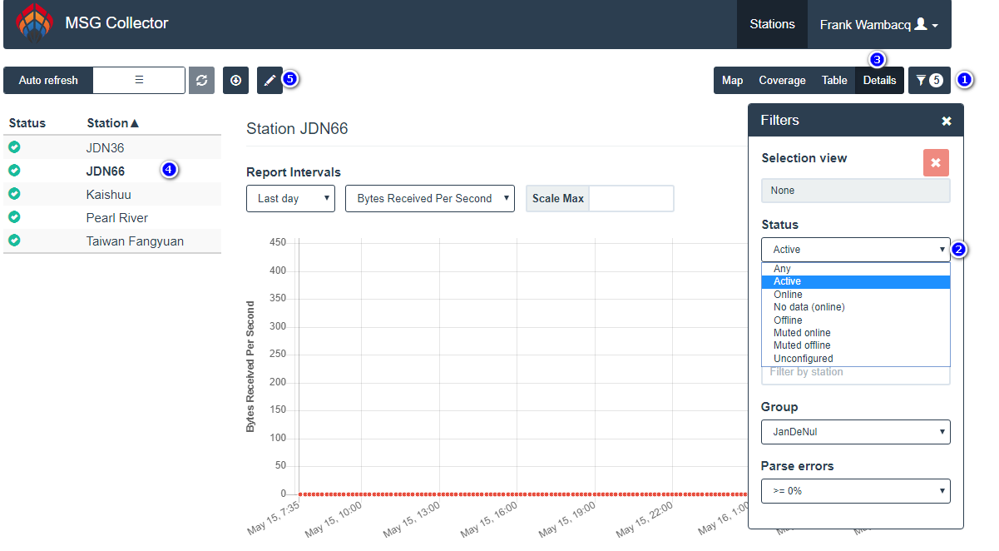 MSG Collector
Stations
Frank Wambacq
3
Auto refresh
5
Map Coverage Table Details
5
1
Status Station
JDN36
JDN66
4
Kaishuu
Pearl River
Taiwan Fangyuan
Station JDN66
Report Intervals
Last day
Bytes Received Per Second
Scale Max
Bytes Received Per Second
450
400
350
300
250
200
150
100
50
0
May 15, 7:35
May 15, 10:00
May 15, 13:00
May 15, 16:00
May 15, 19:00
May 15, 22:00
May 16, 1:00
Filters
Selection view
None
Status
Active
2
Any
Active
Online
No data (online)
Offline
Muted online
Muted offline
Unconfigured
Filter by station
Group
JanDeNul
Parse errors
>= 0%